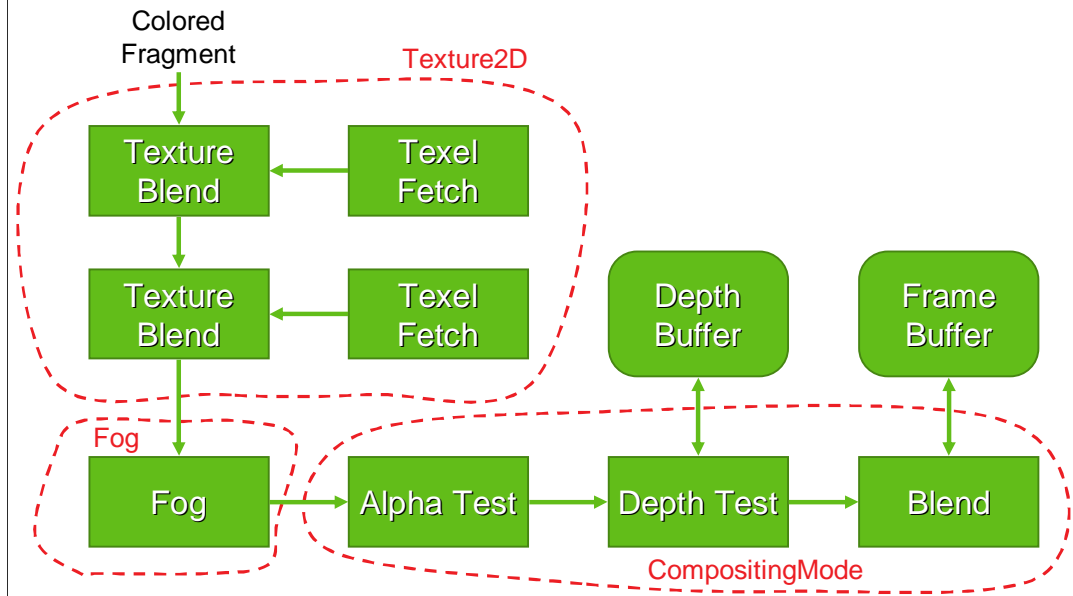 Colored
Fragment
Texture2D
Texture
Blend
Texel
Fetch
Texture
Blend
Texel
Fetch
Depth
Buffer
Frame
Buffer
Fog
Fog
Alpha Test
Depth Test
Blend
CompositingMode